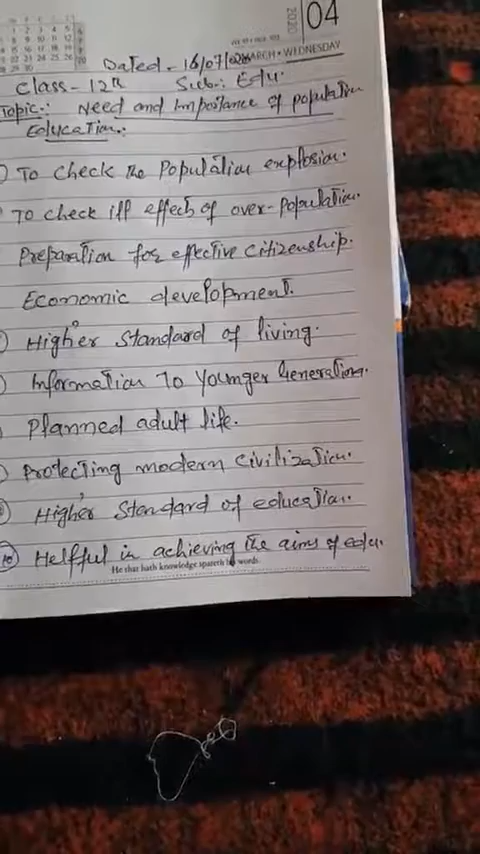 04
2020
MARCH • WEDNESDAY
Dated - 16/07/
Class - 12th Sub: Edu.
Topic: Need and Importance of population
Education:
To check the Population explosion.
To check ill effect of over-population.
Preparation for effective citizenship.
Economic development.
Higher Standard of living.
Information to younger Generation.
Planned adult life.
Protecting modern civilization.
Higher Standard of education.
10 Helpful in achieving the aims of edu.
He that hath knowledge spareth his words